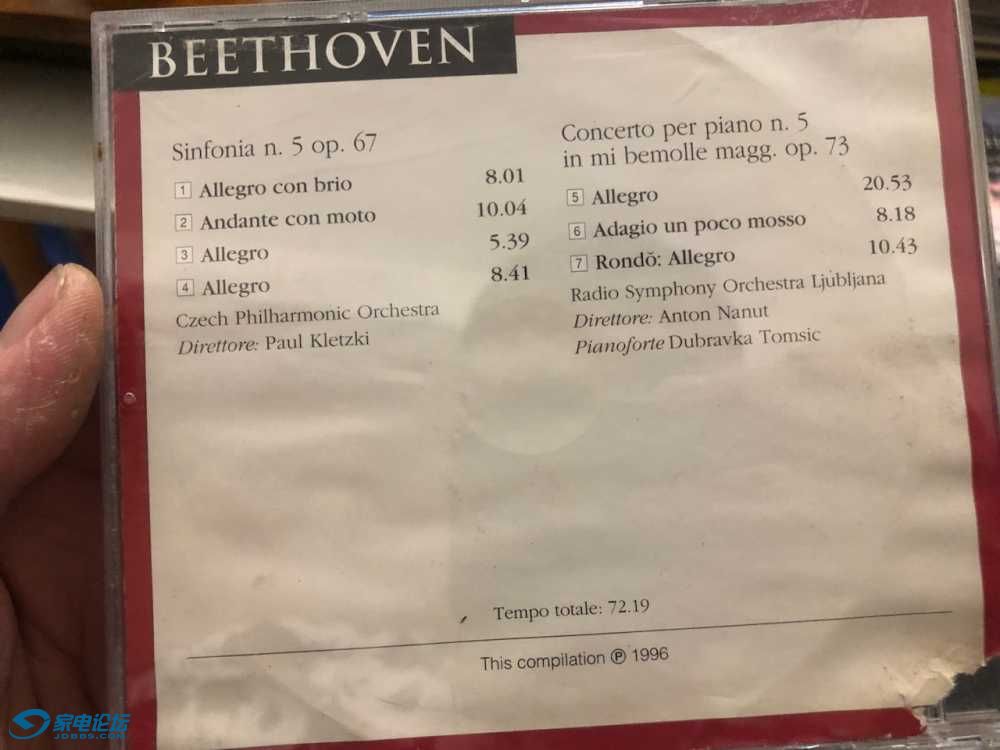 BEETHOVEN
Sinfonia n. 5 op. 67
1 Allegro con brio 8.01
2 Andante con moto 10.04
3 Allegro 5.39
4 Allegro 8.41
Czech Philharmonic Orchestra
Direttore: Paul Kletzki
Concerto per piano n. 5
in mi bemolle magg. op. 73
5 Allegro 20.53
6 Adagio un poco mosso 8.18
7 Rondŏ: Allegro 10.43
Radio Symphony Orchestra Ljubljana
Direttore: Anton Nanut
Pianoforte Dubravka Tomsic
Tempo totale: 72.19
This compilation ℗ 1996
家电论坛
JDBBS.COM